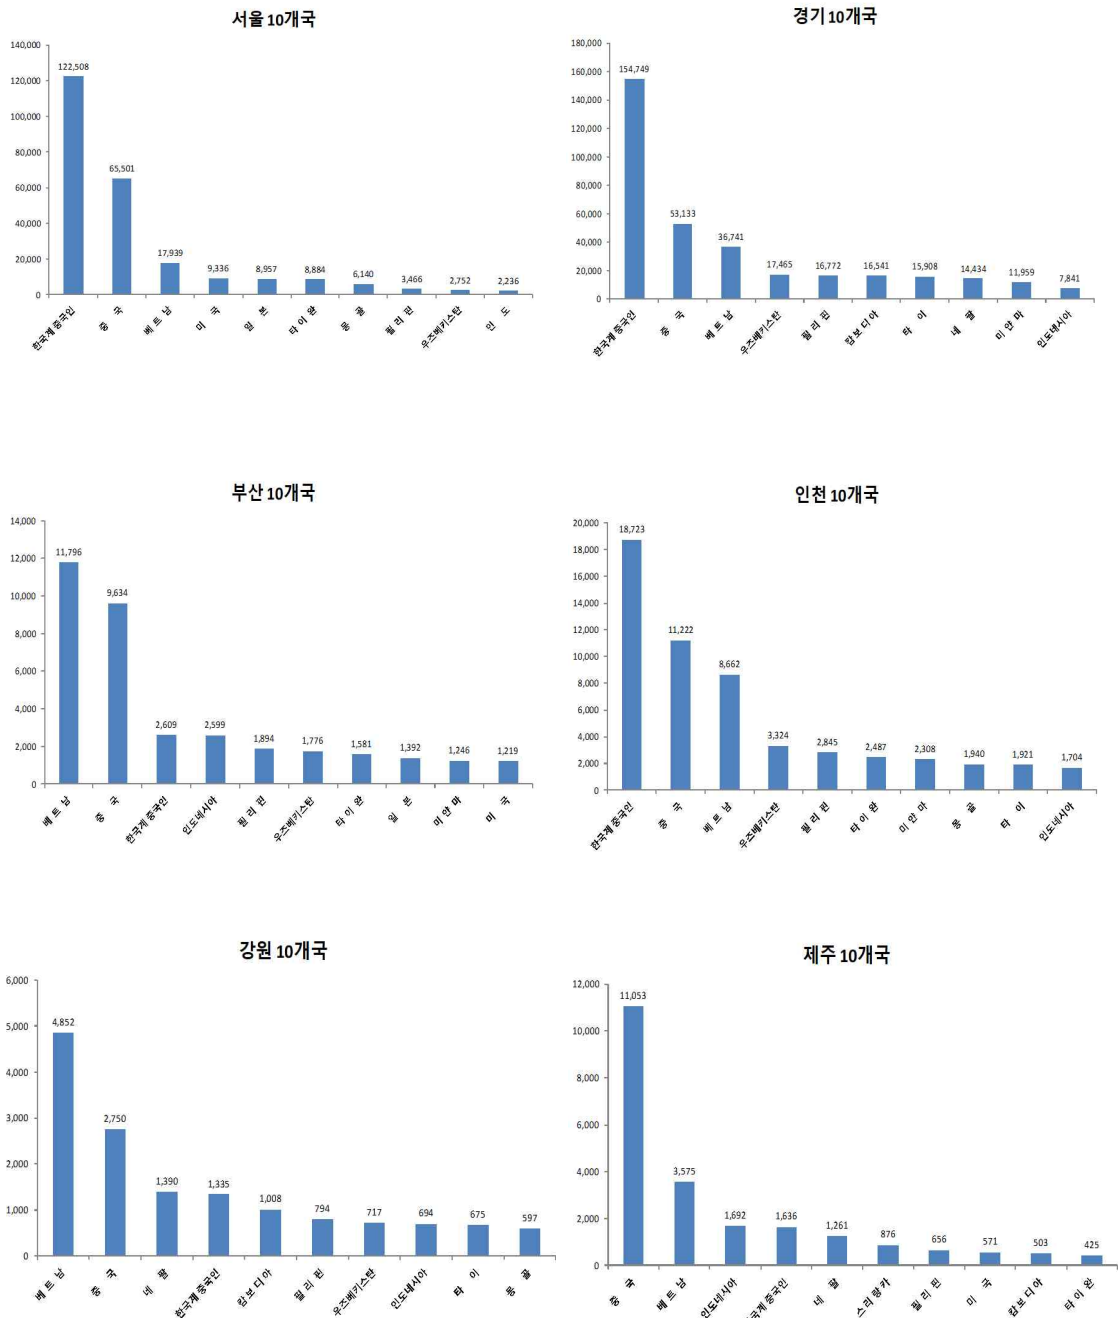 서울 10개국
140,000
120,000
100,000
80,000
60,000
40,000
20,000
0
122,508
65,501
17,939
9,336
8,957
8,884
6,140
3,466
2,752
2,236
한국계 중국인
중 국
베 트 남
미 국
일 본
타 이 완
몽 골
필 리 핀
우즈베키스탄
인 도
경기 10개국
180,000
160,000
140,000
120,000
100,000
80,000
60,000
40,000
20,000
0
154,749
53,133
36,741
17,465
16,772
16,541
15,908
14,434
11,959
7,841
한국계 중국인
중 국
베 트 남
우즈베키스탄
필 리 핀
캄 보 디 아
타 이
네 팔
미 얀 마
인도네시아
부산 10개국
14,000
12,000
10,000
8,000
6,000
4,000
2,000
0
11,796
9,634
2,609
2,599
1,894
1,776
1,581
1,392
1,246
1,219
베 트 남
중 국
한국계 중국인
인도네시아
필 리 핀
우즈베키스탄
타 이 완
일 본
미 얀 마
미 국
인천 10개국
20,000
18,000
16,000
14,000
12,000
10,000
8,000
6,000
4,000
2,000
0
18,723
11,222
8,662
3,324
2,845
2,487
2,308
1,940
1,921
1,704
한국계 중국인
중 국
베 트 남
우즈베키스탄
필 리 핀
타 이 완
미 얀 마
몽 골
타 이
인도네시아
강원 10개국
6,000
5,000
4,000
3,000
2,000
1,000
0
4,852
2,750
1,390
1,335
1,008
794
717
694
675
597
베 트 남
중 국
네 팔
한국계 중국인
캄 보 디 아
필 리 핀
우즈베키스탄
인도네시아
타 이
몽 골
제주 10개국
12,000
10,000
8,000
6,000
4,000
2,000
0
11,053
3,575
1,692
1,636
1,261
876
656
571
503
425
중 국
베 트 남
인도네시아
국계 중국인
네 팔
스 리 랑 카
필 리 핀
미 국
캄 보 디 아
타 이 완